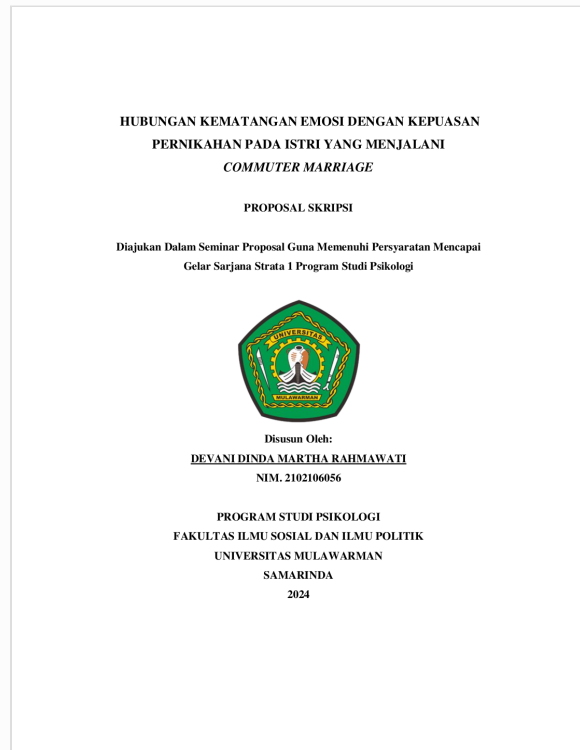 HUBUNGAN KEMATANGAN EMOSI DENGAN KEPUASAN
PERNIKAHAN PADA ISTRI YANG MENJALANI
COMMUTER MARRIAGE
PROPOSAL SKRIPSI
Diajukan Dalam Seminar Proposal Guna Memenuhi Persyaratan Mencapai
Gelar Sarjana Strata 1 Program Studi Psikologi
UNIVERSITAS
MULAWARMAN
Disusun Oleh:
DEVANI DINDA MARTHA RAHMAWATI
NIM. 2102106056
PROGRAM STUDI PSIKOLOGI
FAKULTAS ILMU SOSIAL DAN ILMU POLITIK
UNIVERSITAS MULAWARMAN
SAMARINDA
2024